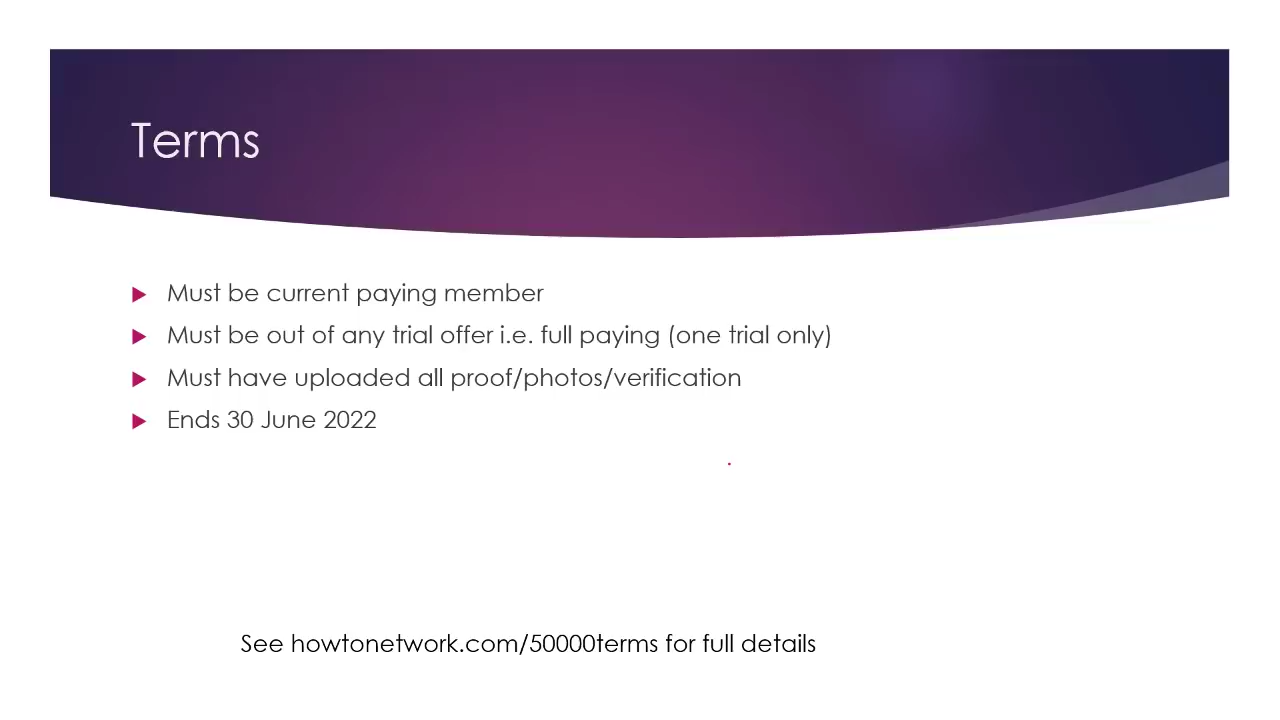 Terms
Must be current paying member
Must be out of any trial offer i.e. full paying (one trial only)
Must have uploaded all proof/photos/verification
Ends 30 June 2022
See howtonetwork.com/50000terms for full details